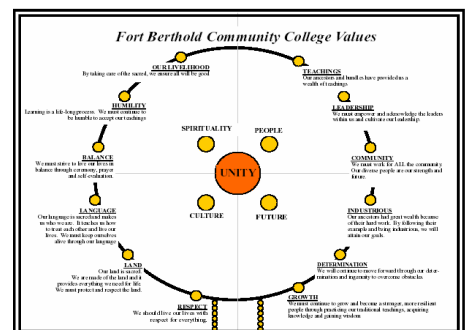 Fort Berthold Community College Values
OUR LIVELIHOOD
By taking care of the sacred, we ensure all will be good
TEACHINGS
Our ancestors and families have provided us a
wealth of teachings
HUMILITY
Learning is a life-long process. We must continue to
be humble to accept our teachings
LEADERSHIP
We must empower and acknowledge the leaders
within us and cultivate our leadership.
SPIRITUALITY
PEOPLE
UNITY
CULTURE
FUTURE
BALANCE
We must strive to live our lives in
balance through ceremony, prayer
and self-evaluation.
COMMUNITY
We must work for ALL the community.
Our diverse people are our strength and
future.
LANGUAGE
Our language is sacred and makes
us who we are. It teaches us how
to treat each other and live our
lives. We must keep ourselves
alive through our language
INDUSTRIOUS
Our ancestors had great wealth because
of their hard work. By following their
example and being industrious, we will
attain our goals.
LAND
Our land is sacred.
We are made of the land and it
provides everything we need for life.
We must protect and respect the land.
DETERMINATION
We will continue to move forward through our deter-
mination and ingenuity to overcome obstacles.
RESPECT
We should live our lives with
respect for everything.
GROWTH
We must continue to grow and become a stronger, more resilient
people through practicing our traditional teachings, acquiring
knowledge and gaining wisdom.